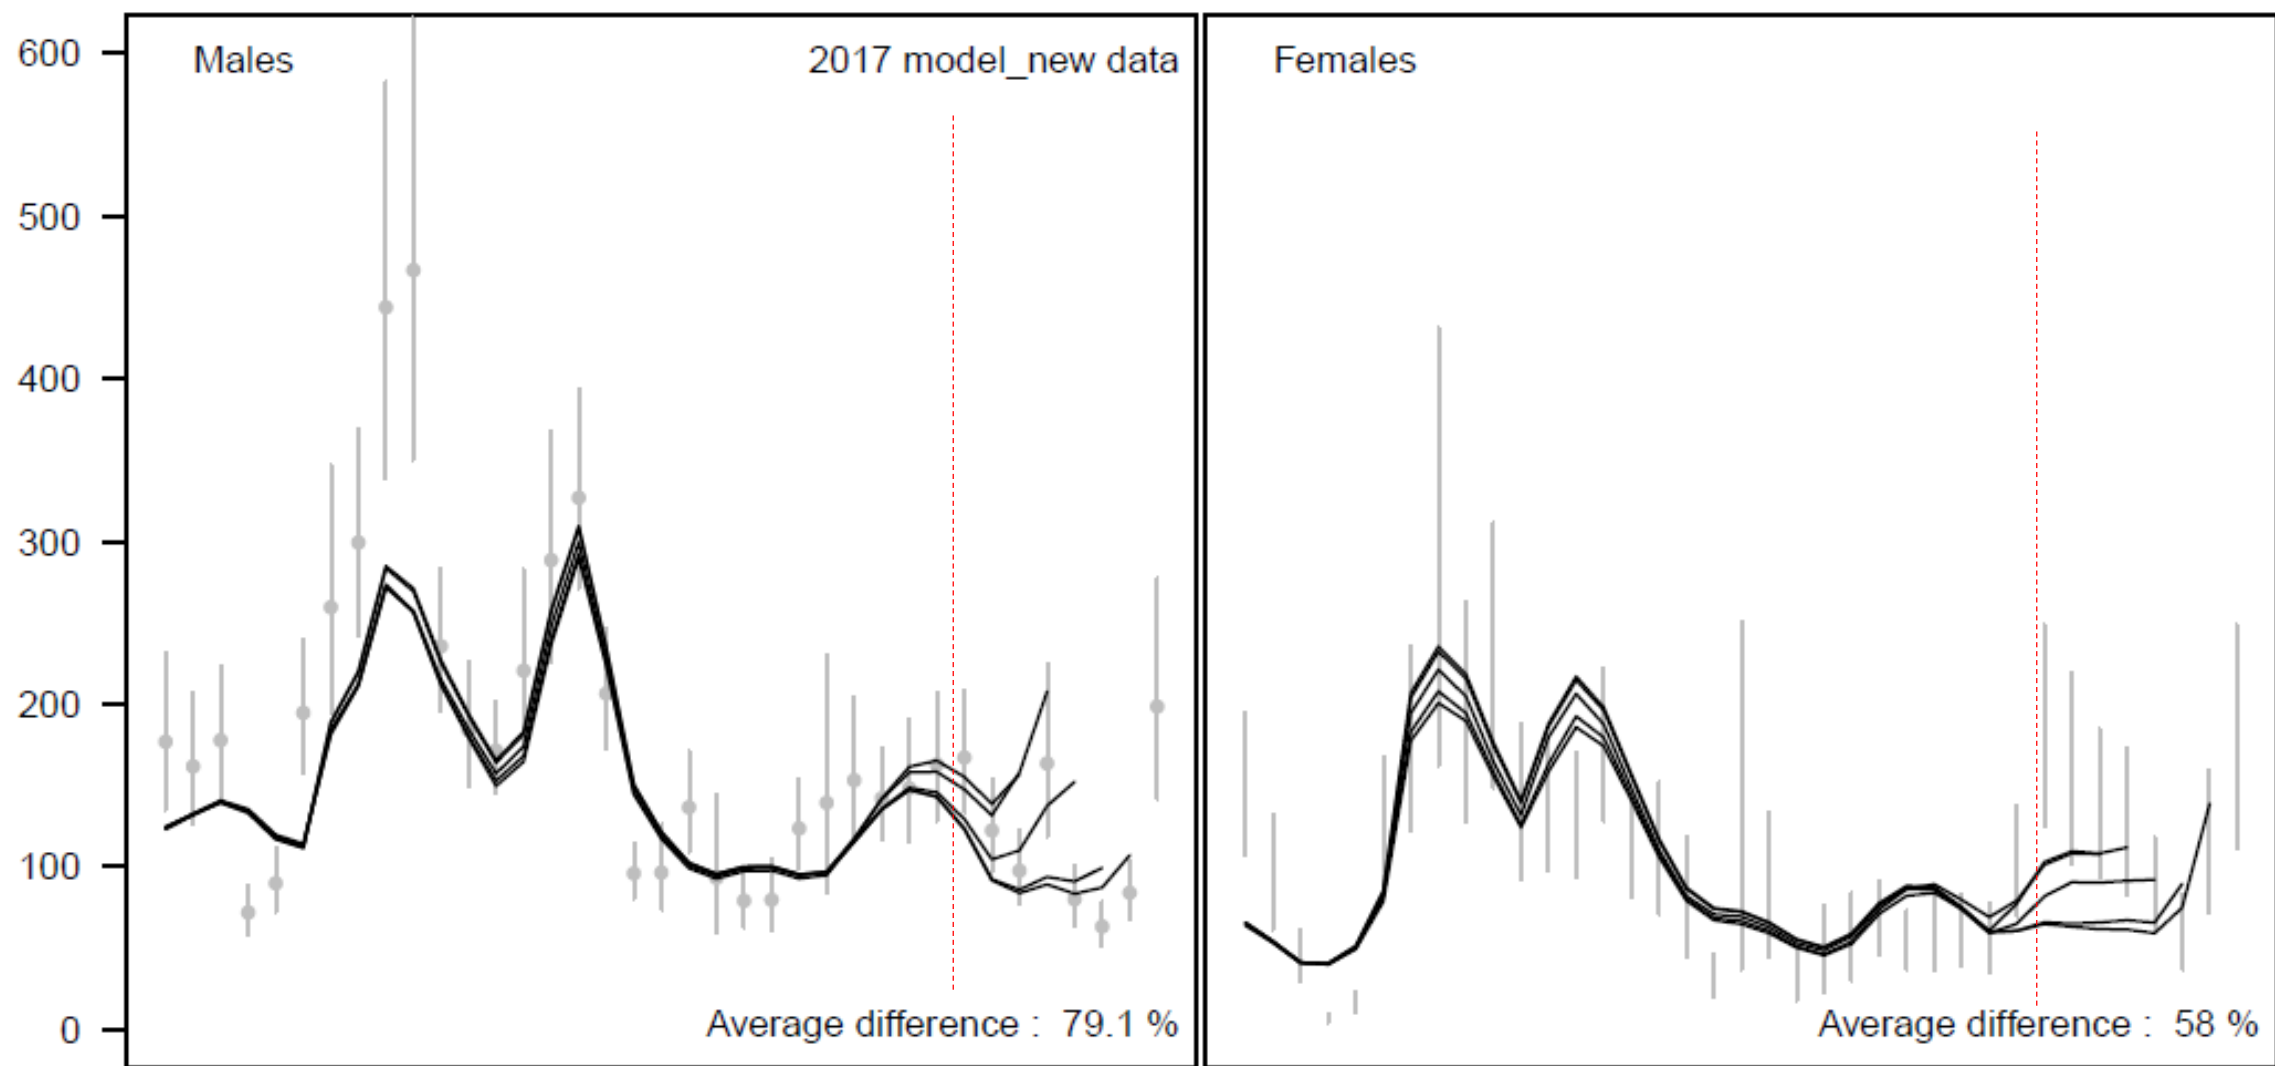 600
500
400
300
200
100
0
Males
2017 model_new data
Average difference : 79.1 %
Females
Average difference : 58 %